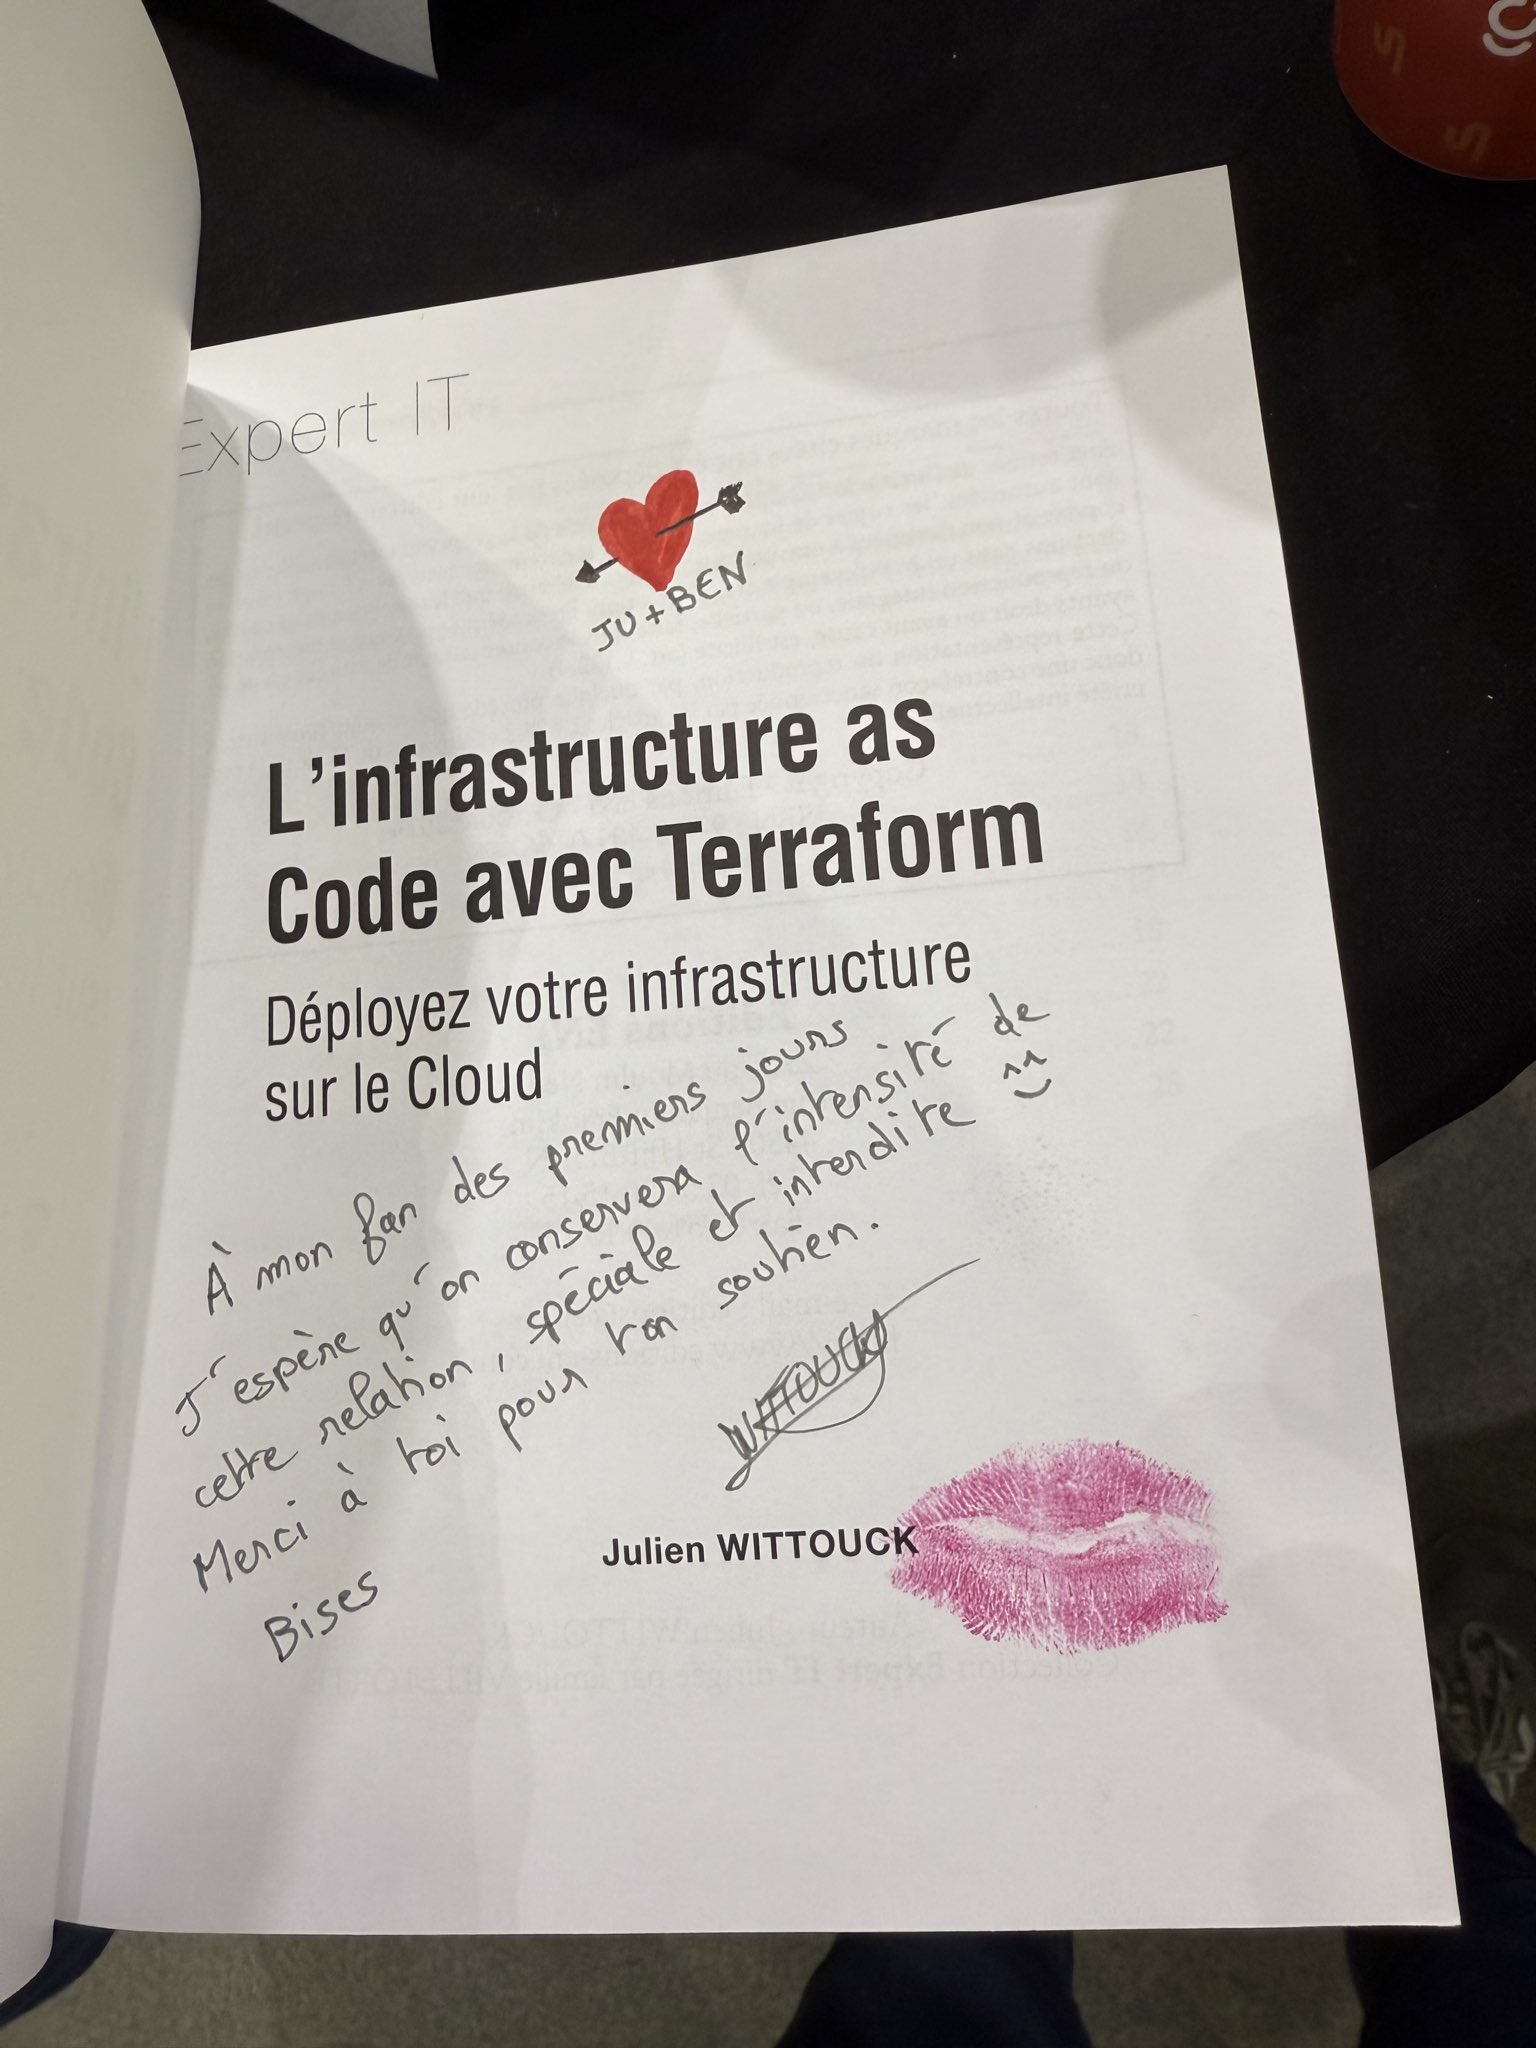 Expert IT
JU + BEN
L'infrastructure as
Code avec Terraform
Déployez votre infrastructure
sur le Cloud
À mon fan des premiers jours
J'espère qu'on conservera l'intensité de
cette relation, spéciale et interdite ^^
Merci à toi pour ton soutien.
Bises
WITTOUCK
Julien WITTOUCK